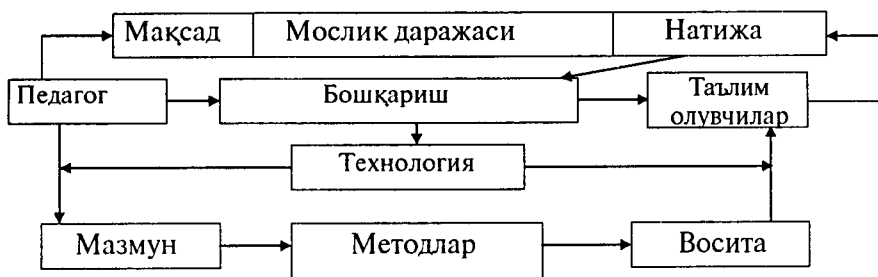 Мақсад Мослик даражаси Натижа
Педагог Бошқариш Таълим
олувчилар
Технология
Мазмун Методлар Восита